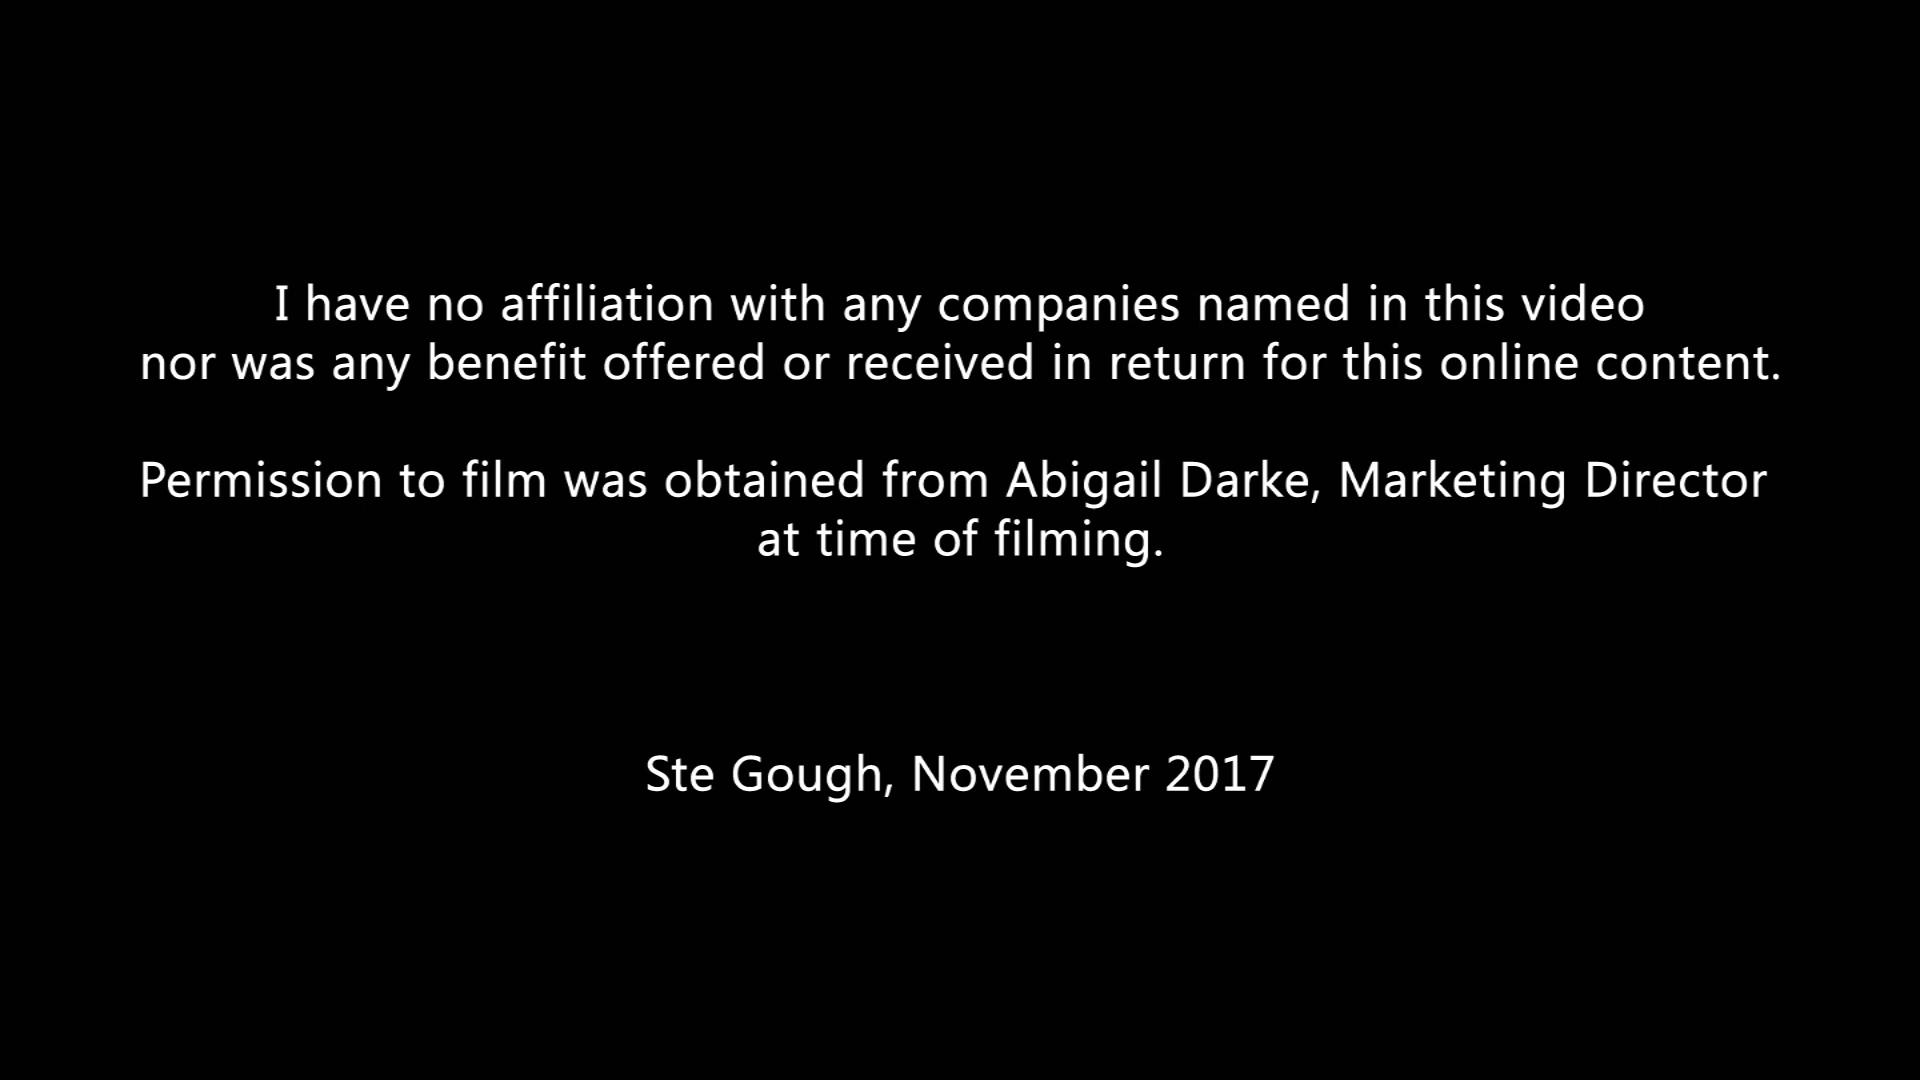 I have no affiliation with any companies named in this video
nor was any benefit offered or received in return for this online content.
Permission to film was obtained from Abigail Darke, Marketing Director
at time of filming.
Ste Gough, November 2017